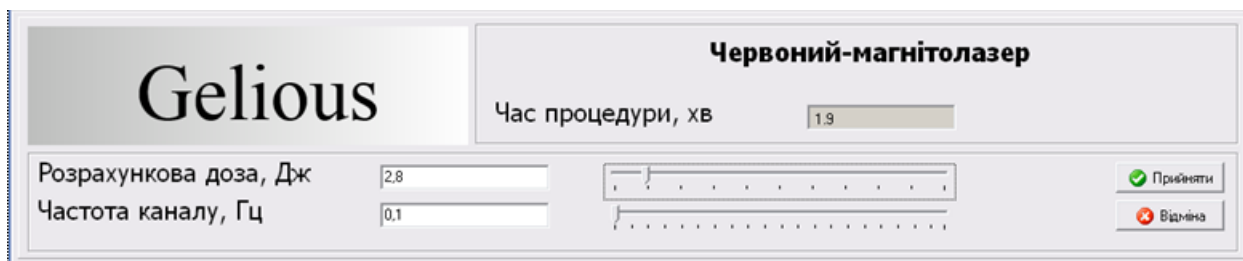 Gelious
Червоний-магнітолазер
Час процедури, хв 1.9
Розрахункова доза, Дж 2,8
Прийняти
Частота каналу, Гц 0,1
Відміна